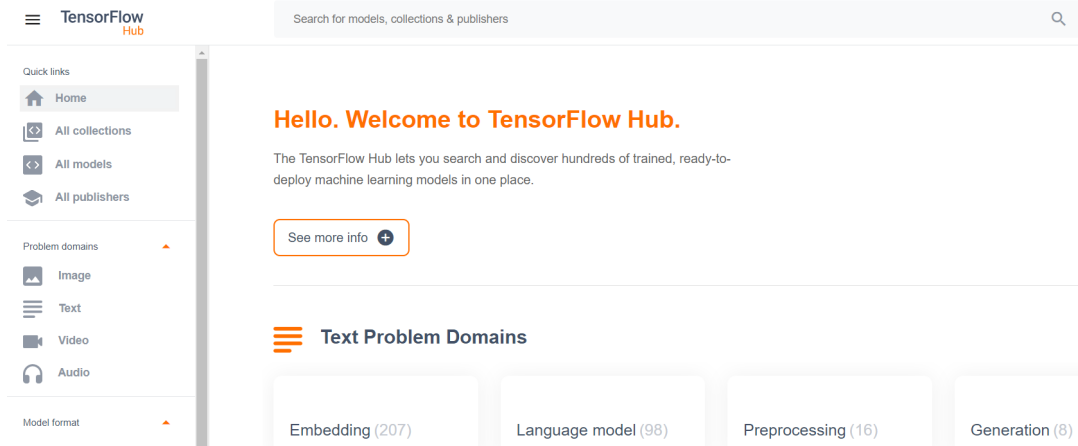 TensorFlow
Hub
Search for models, collections & publishers
Quick links
Home
All collections
All models
All publishers
Problem domains
Image
Text
Video
Audio
Model format
Hello. Welcome to TensorFlow Hub.
The TensorFlow Hub lets you search and discover hundreds of trained, ready-to-
deploy machine learning models in one place.
See more info
Text Problem Domains
Embedding (207)
Language model (98)
Preprocessing (16)
Generation (8)